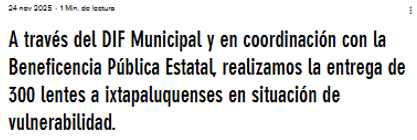 24 nov 2025 · 1 Min. de lectura
A través del DIF Municipal y en coordinación con la
Beneficencia Pública Estatal, realizamos la entrega de
300 lentes a ixtapaluquenses en situación de
vulnerabilidad.